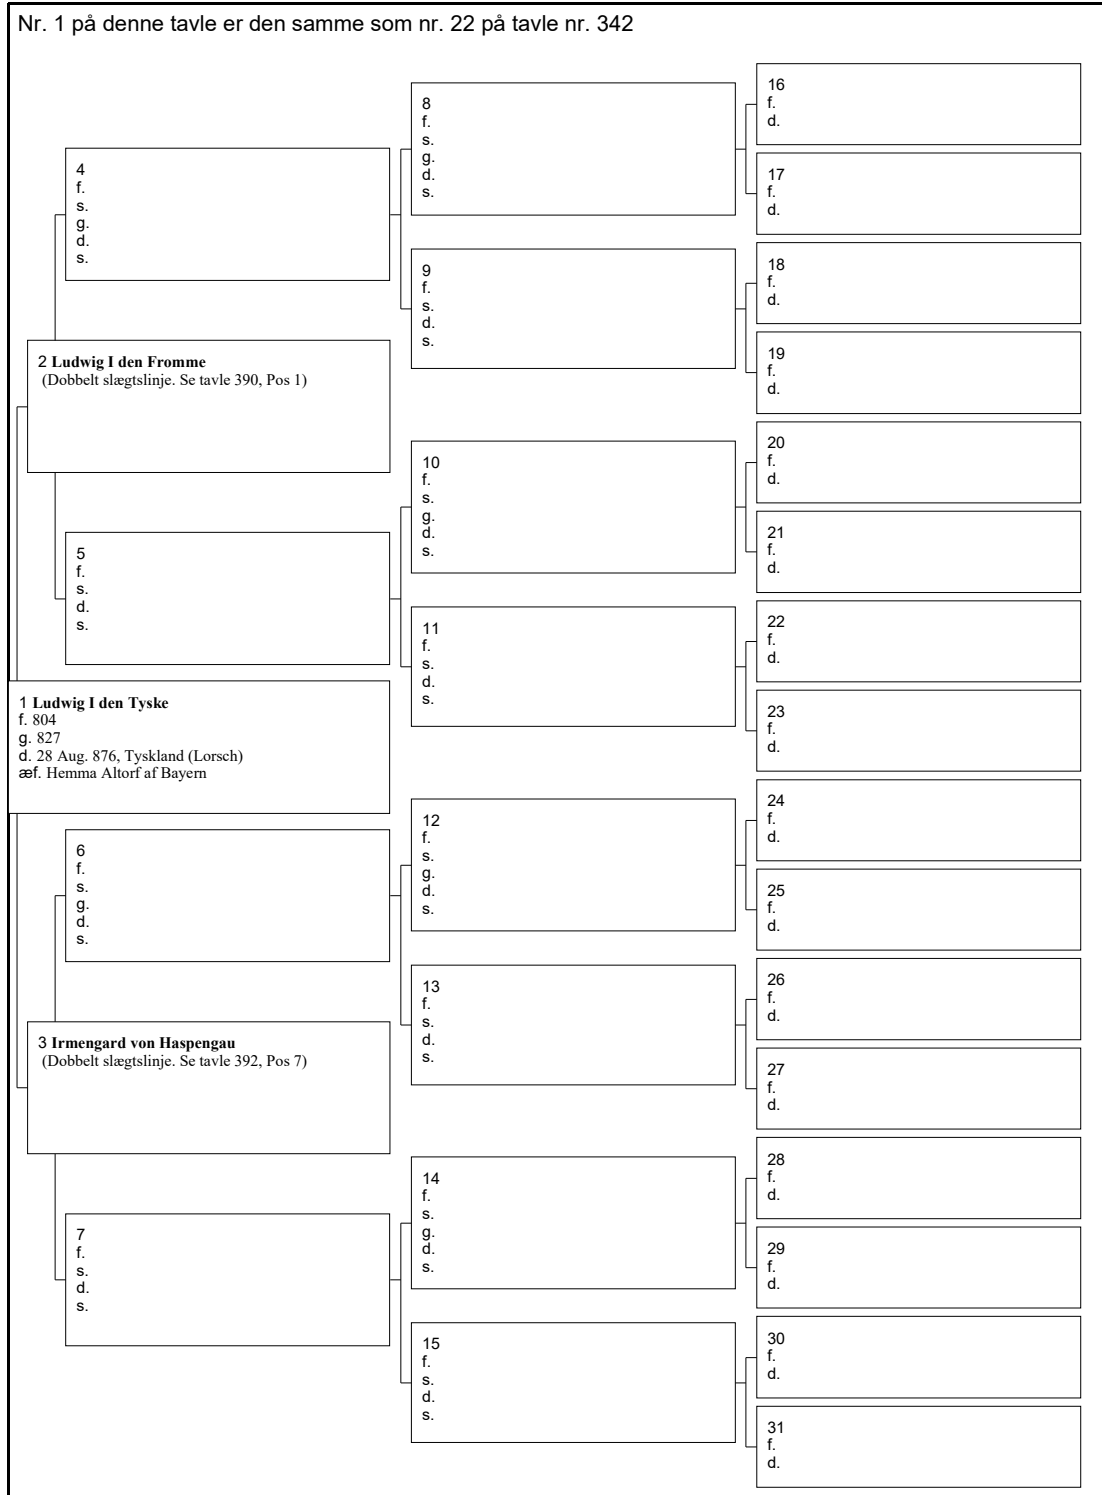 Nr. 1 på denne tavle er den samme som nr. 22 på tavle nr. 342
16
f.
d.
8
f.
s.
g.
d.
s.
17
f.
d.
4
f.
s.
g.
d.
s.
18
f.
d.
9
f.
s.
d.
s.
19
f.
d.
2 Ludwig I den Fromme
(Dobbelt slægtslinje. Se tavle 390, Pos 1)
20
f.
d.
10
f.
s.
g.
d.
s.
21
f.
d.
5
f.
s.
d.
s.
22
f.
d.
11
f.
s.
d.
s.
23
f.
d.
1 Ludwig I den Tyske
f. 804
g. 827
d. 28 Aug. 876, Tyskland (Lorsch)
æf. Hemma Altorf af Bayern
24
f.
d.
12
f.
s.
g.
d.
s.
25
f.
d.
6
f.
s.
g.
d.
s.
26
f.
d.
13
f.
s.
d.
s.
27
f.
d.
3 Irmengard von Haspengau
(Dobbelt slægtslinje. Se tavle 392, Pos 7)
28
f.
d.
14
f.
s.
g.
d.
s.
29
f.
d.
7
f.
s.
d.
s.
30
f.
d.
15
f.
s.
d.
s.
31
f.
d.